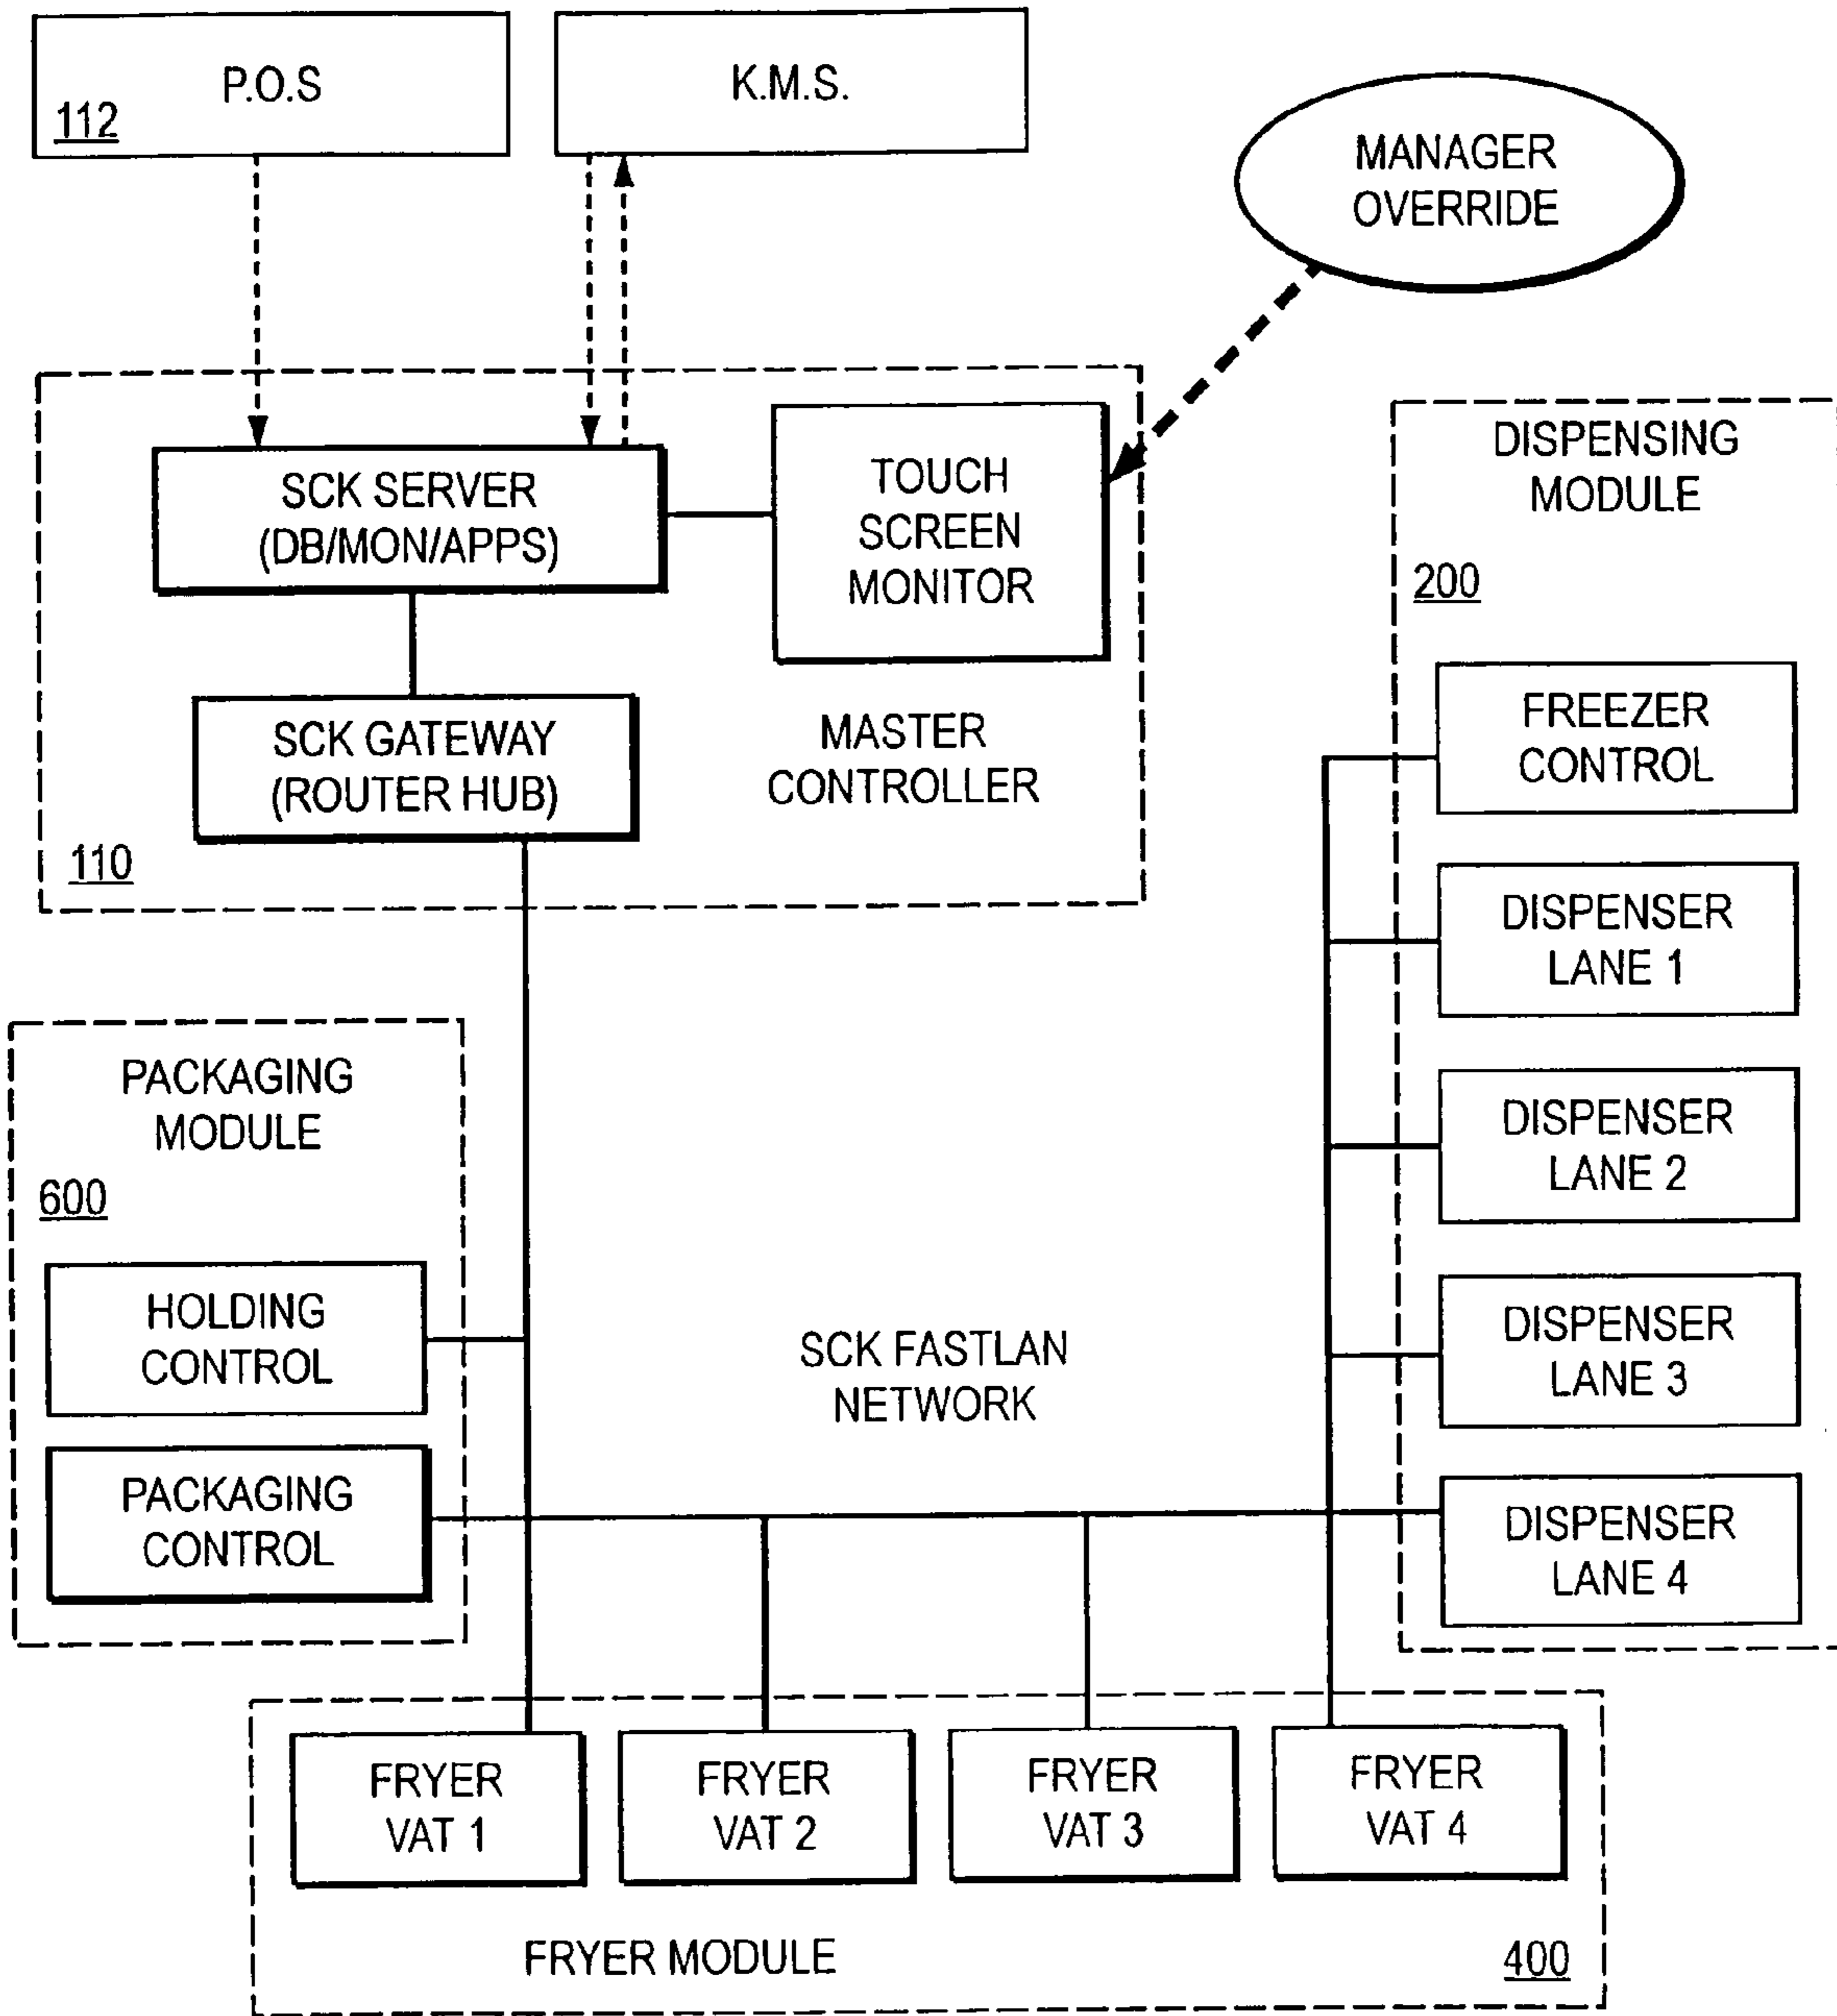 P.O.S
112
K.M.S.
MANAGER
OVERRIDE
SCK SERVER
(DB/MON/APPS)
TOUCH
SCREEN
MONITOR
SCK GATEWAY
(ROUTER HUB)
MASTER
CONTROLLER
110
DISPENSING
MODULE
200
FREEZER
CONTROL
DISPENSER
LANE 1
DISPENSER
LANE 2
DISPENSER
LANE 3
DISPENSER
LANE 4
PACKAGING
MODULE
600
HOLDING
CONTROL
PACKAGING
CONTROL
SCK FASTLAN
NETWORK
FRYER
VAT 1
FRYER
VAT 2
FRYER
VAT 3
FRYER
VAT 4
FRYER MODULE
400